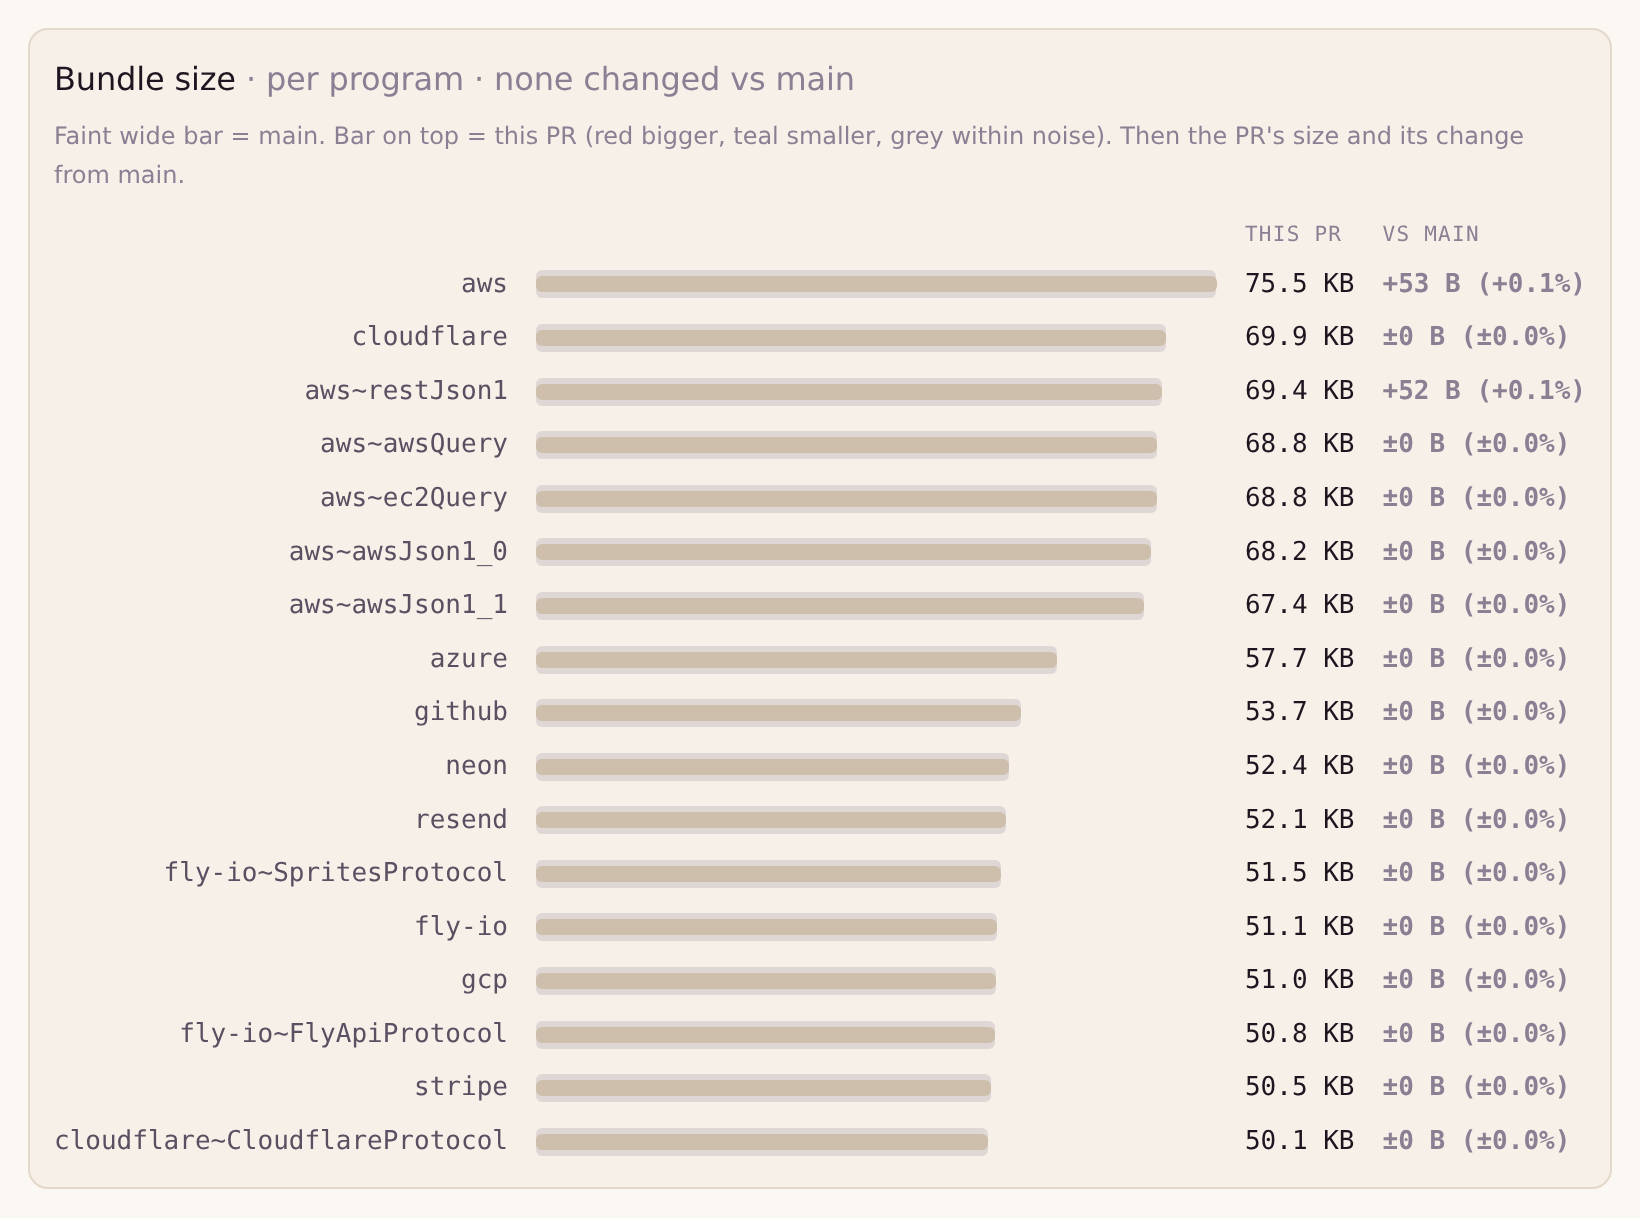 Bundle size · per program · none changed vs main
Faint wide bar = main. Bar on top = this PR (red bigger, teal smaller, grey within noise). Then the PR's size and its change
from main.
THIS PR VS MAIN
aws 75.5 KB +53 B (+0.1%)
cloudflare 69.9 KB ±0 B (±0.0%)
aws~restJson1 69.4 KB +52 B (+0.1%)
aws~awsQuery 68.8 KB ±0 B (±0.0%)
aws~ec2Query 68.8 KB ±0 B (±0.0%)
aws~awsJson1_0 68.2 KB ±0 B (±0.0%)
aws~awsJson1_1 67.4 KB ±0 B (±0.0%)
azure 57.7 KB ±0 B (±0.0%)
github 53.7 KB ±0 B (±0.0%)
neon 52.4 KB ±0 B (±0.0%)
resend 52.1 KB ±0 B (±0.0%)
fly-io~SpritesProtocol 51.5 KB ±0 B (±0.0%)
fly-io 51.1 KB ±0 B (±0.0%)
gcp 51.0 KB ±0 B (±0.0%)
fly-io~FlyApiProtocol 50.8 KB ±0 B (±0.0%)
stripe 50.5 KB ±0 B (±0.0%)
cloudflare~CloudflareProtocol 50.1 KB ±0 B (±0.0%)